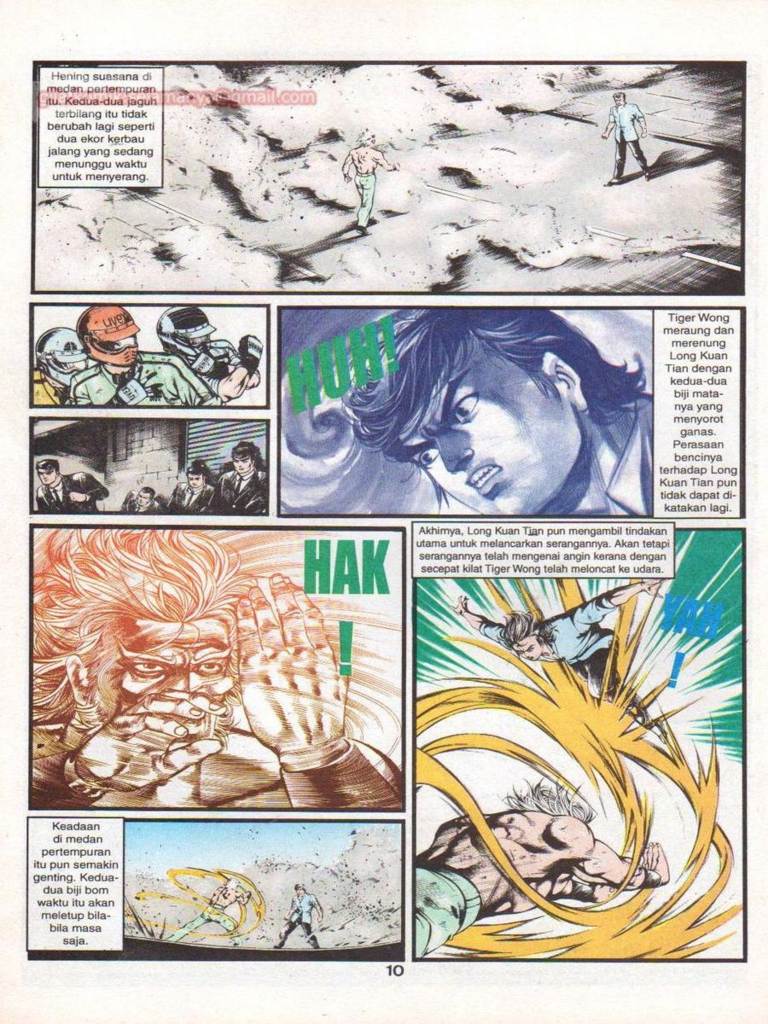 Hening suasana di
medan pertempuran
itu. Kedua-dua jaguh
terbilang itu tidak
berubah lagi seperti
dua ekor kerbau
jalang yang sedang
menunggu waktu
untuk menyerang.
@gmail.com
uvex
HUH!
Tiger Wong
meraung dan
merenung
Long Kuan
Tian dengan
kedua-dua
biji mata-
nya yang
menyorot
ganas.
Perasaan
bencinya
terhadap Long
Kuan Tian pun
tidak dapat di-
katakan lagi.
HAK
!
Akhirnya, Long Kuan Tian pun mengambil tindakan
utama untuk melancarkan serangannya. Akan tetapi
serangannya telah mengenai angin kerana dengan
secepat kilat Tiger Wong telah meloncat ke udara.
YAH
!
Keadaan
di medan
pertempuran
itu pun semakin
genting. Kedua-
dua biji bom
waktu itu akan
meletup bila-
bila masa
saja.
10